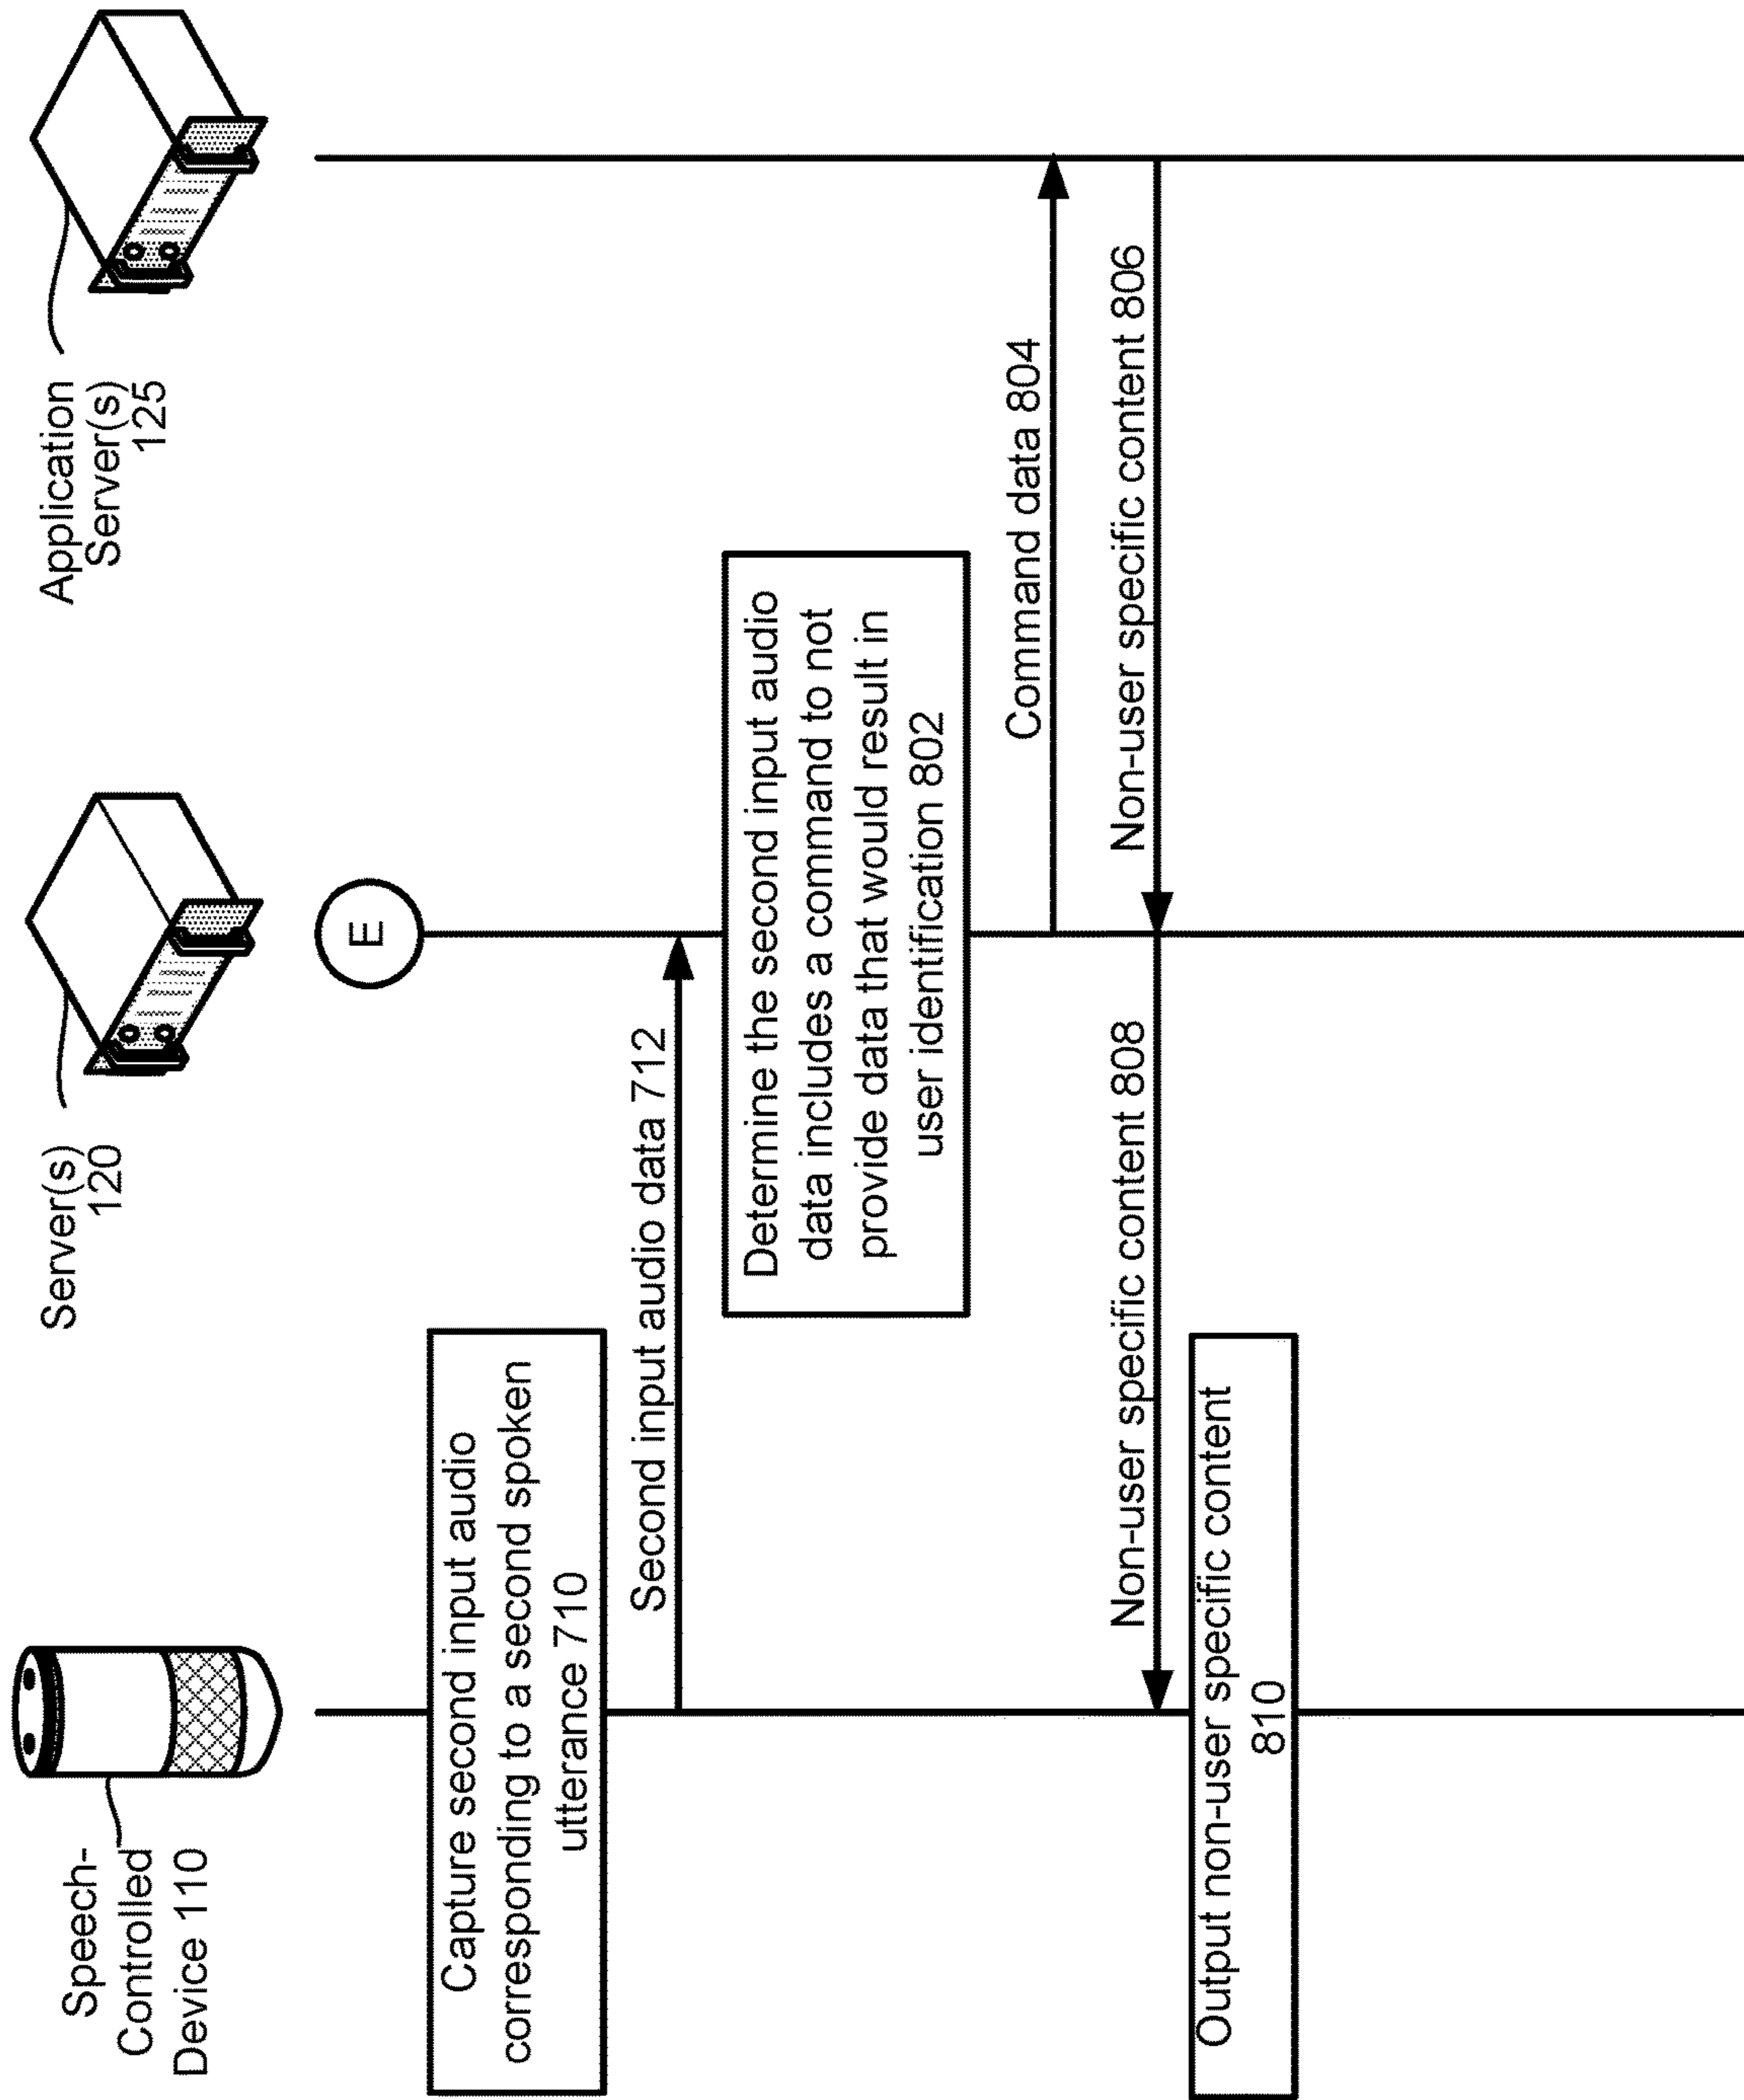 Speech-
Controlled
Device 110
Server(s)
120
Application
Server(s)
125
E
Capture second input audio
corresponding to a second spoken
utterance 710
Second input audio data 712
Determine the second input audio
data includes a command to not
provide data that would result in
user identification 802
Command data 804
Non-user specific content 806
Non-user specific content 808
Output non-user specific content
810